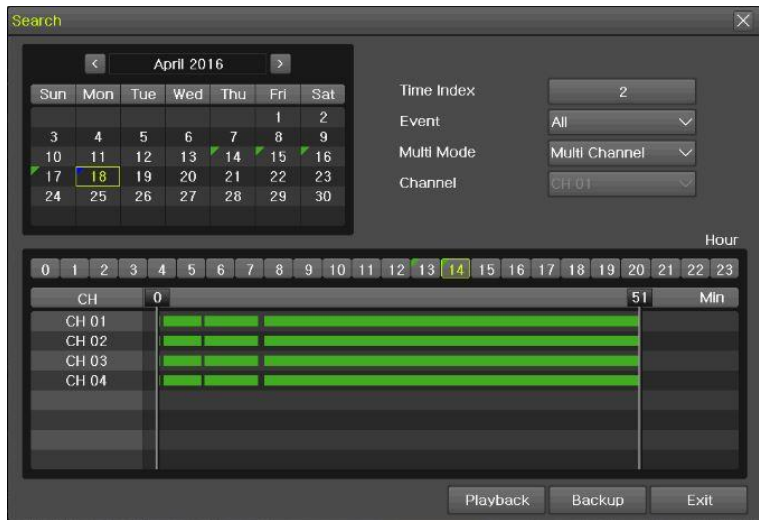 Search
< April 2016 >
Sun Mon Tue Wed Thu Fri Sat
1 2
3 4 5 6 7 8 9
10 11 12 13 14 15 16
17 18 19 20 21 22 23
24 25 26 27 28 29 30
Time Index 2
Event All
Multi Mode Multi Channel
Channel CH 01
Hour
0 1 2 3 4 5 6 7 8 9 10 11 12 13 14 15 16 17 18 19 20 21 22 23
CH 0 51 Min
CH 01
CH 02
CH 03
CH 04
Playback Backup Exit